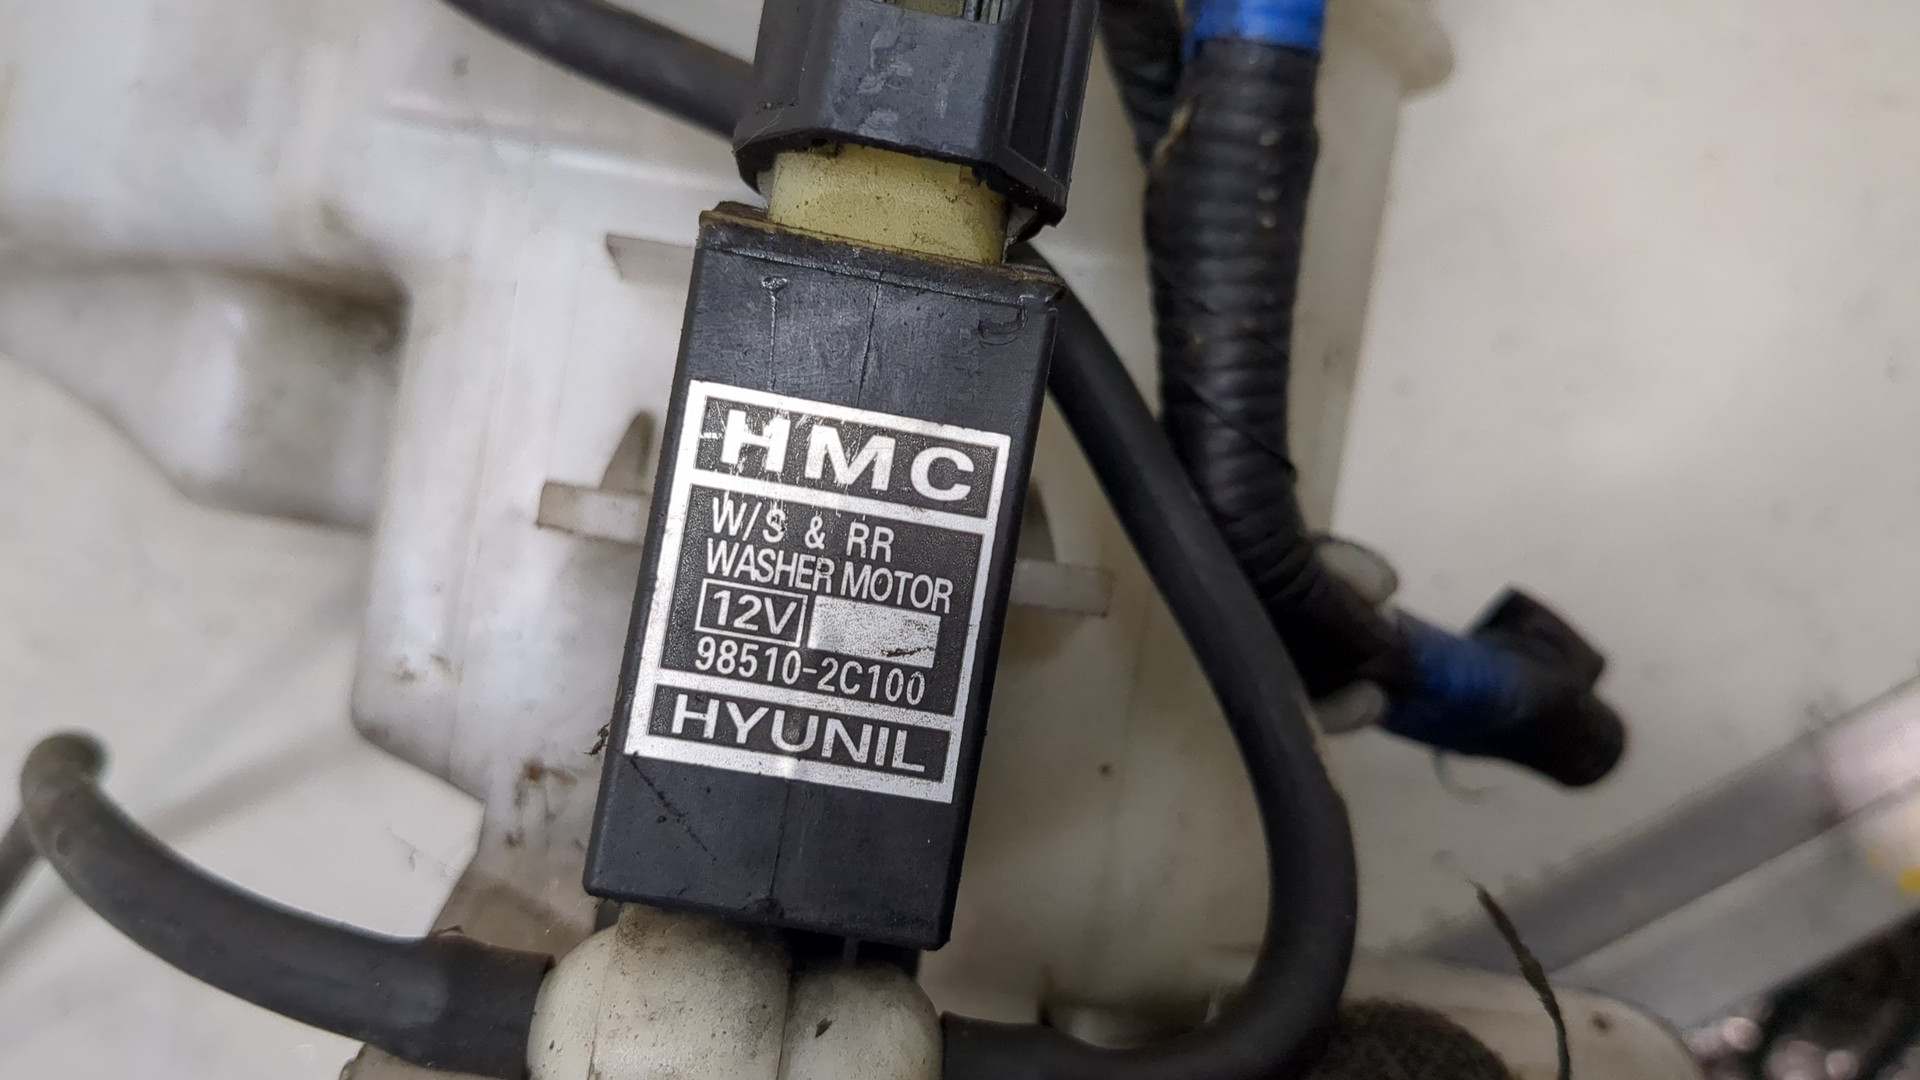 HMC
W/S & RR
WASHER MOTOR
12V
98510-2C100
HYUNIL